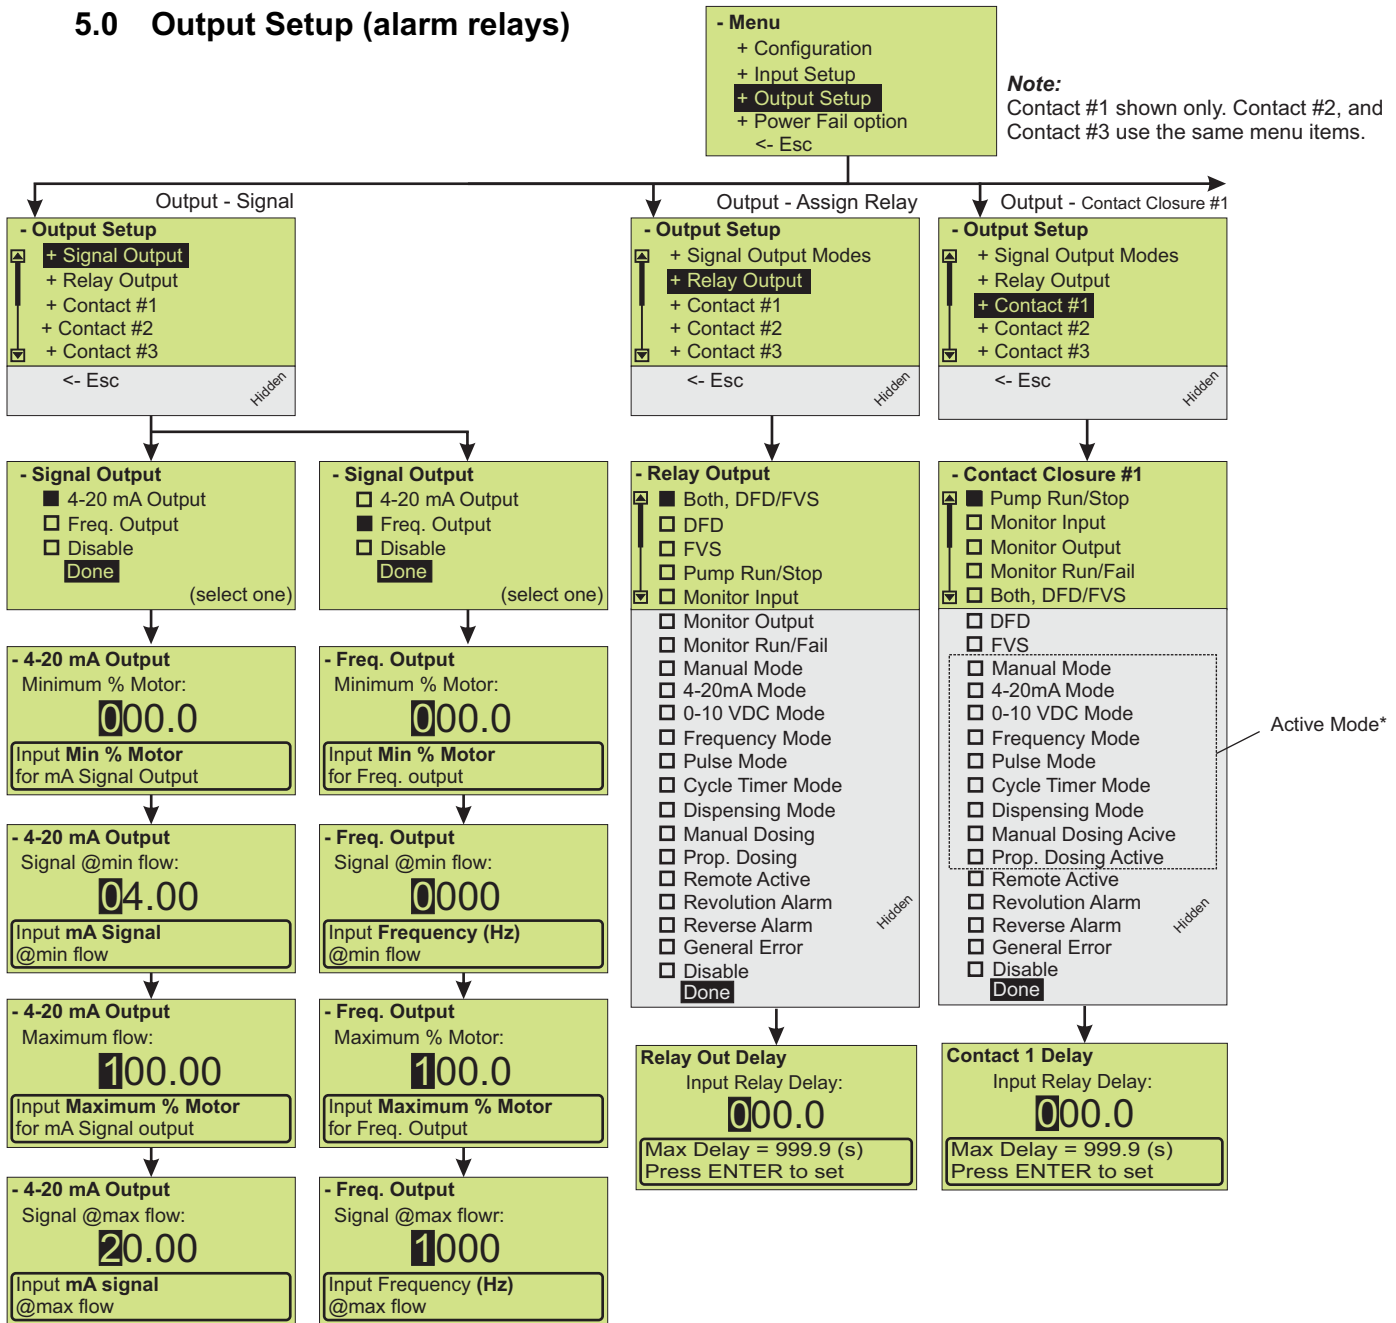 5.0 Output Setup (alarm relays)
- Menu
+ Configuration
+ Input Setup
+ Output Setup
+ Power Fail option
<- Esc
Note:
Contact #1 shown only. Contact #2, and
Contact #3 use the same menu items.
Output - Signal
- Output Setup
+ Signal Output
+ Relay Output
+ Contact #1
+ Contact #2
+ Contact #3
<- Esc
Hidden
Output - Assign Relay
- Output Setup
+ Signal Output Modes
+ Relay Output
+ Contact #1
+ Contact #2
+ Contact #3
<- Esc
Hidden
Output - Contact Closure #1
- Output Setup
+ Signal Output Modes
+ Relay Output
+ Contact #1
+ Contact #2
+ Contact #3
<- Esc
Hidden
- Signal Output
4-20 mA Output
Freq. Output
Disable
Done
(select one)
- 4-20 mA Output
Minimum % Motor:
000.0
Input Min % Motor
for mA Signal Output
- 4-20 mA Output
Signal @min flow:
04.00
Input mA Signal
@min flow
- 4-20 mA Output
Maximum flow:
100.00
Input Maximum % Motor
for mA Signal output
- 4-20 mA Output
Signal @max flow:
20.00
Input mA signal
@max flow
- Signal Output
4-20 mA Output
Freq. Output
Disable
Done
(select one)
- Freq. Output
Minimum % Motor:
000.0
Input Min % Motor
for Freq. output
- Freq. Output
Signal @min flow:
0000
Input Frequency (Hz)
@min flow
- Freq. Output
Maximum % Motor:
100.0
Input Maximum % Motor
for Freq. Output
- Freq. Output
Signal @max flowr:
1000
Input Frequency (Hz)
@max flow
- Relay Output
Both, DFD/FVS
DFD
FVS
Pump Run/Stop
Monitor Input
Monitor Output
Monitor Run/Fail
Manual Mode
4-20mA Mode
0-10 VDC Mode
Frequency Mode
Pulse Mode
Cycle Timer Mode
Dispensing Mode
Manual Dosing
Prop. Dosing
Remote Active
Revolution Alarm
Reverse Alarm
General Error
Disable
Done
Hidden
Relay Out Delay
Input Relay Delay:
000.0
Max Delay = 999.9 (s)
Press ENTER to set
- Contact Closure #1
Pump Run/Stop
Monitor Input
Monitor Output
Monitor Run/Fail
Both, DFD/FVS
DFD
FVS
Manual Mode
4-20mA Mode
0-10 VDC Mode
Frequency Mode
Pulse Mode
Cycle Timer Mode
Dispensing Mode
Manual Dosing Acive
Prop. Dosing Active
Remote Active
Revolution Alarm
Reverse Alarm
General Error
Disable
Done
Hidden
Active Mode*
Contact 1 Delay
Input Relay Delay:
000.0
Max Delay = 999.9 (s)
Press ENTER to set